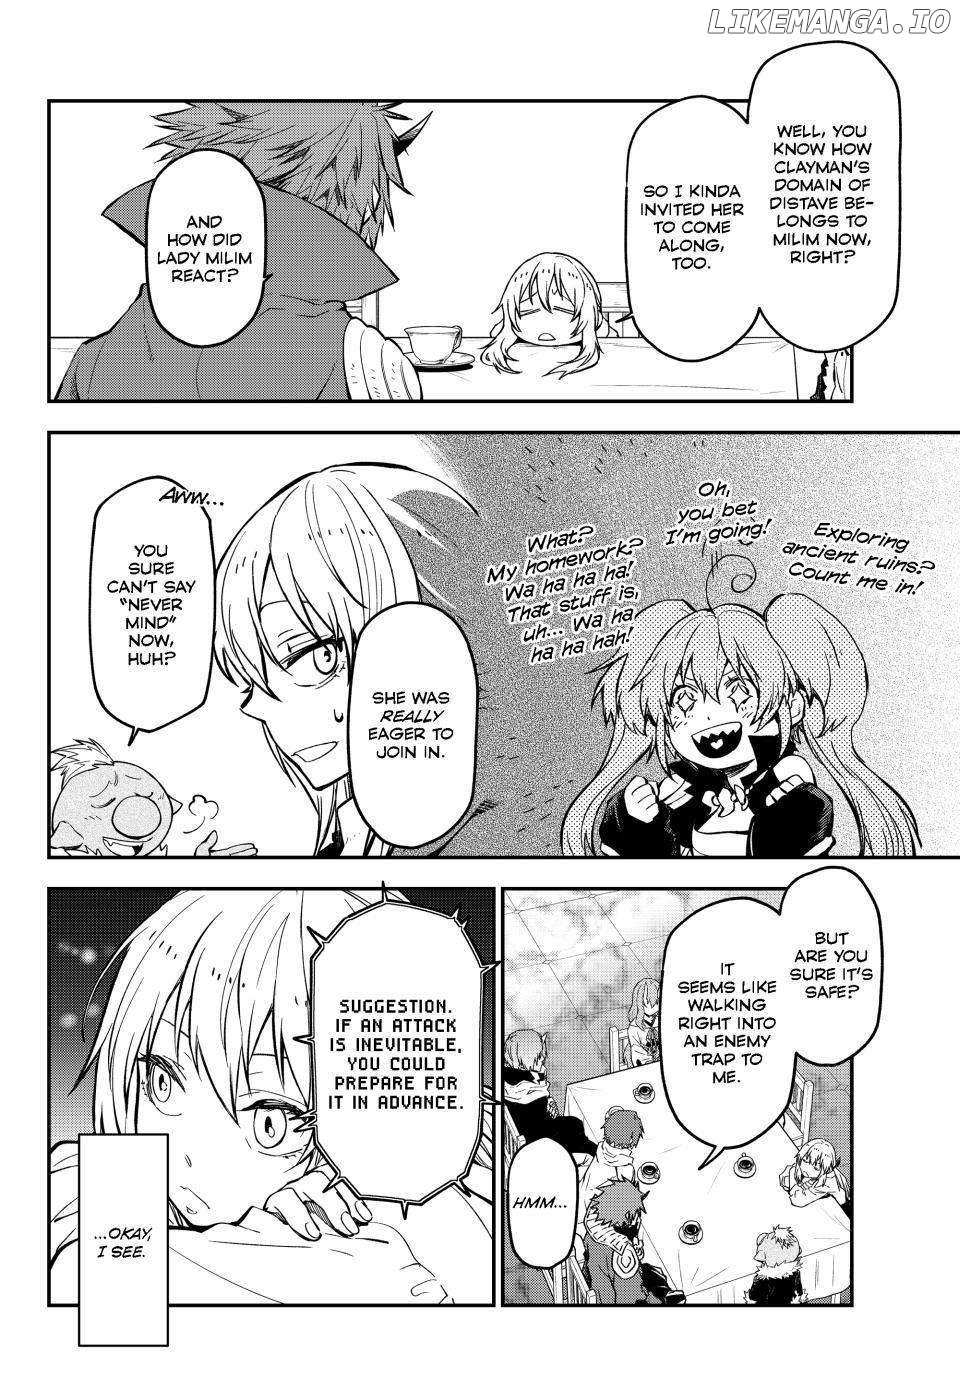 LIKEMANGA.IO
WELL, YOU
KNOW HOW
CLAYMAN'S
DOMAIN OF
DISTAVE BE-
LONGS TO
MILIM NOW,
RIGHT?
SO I KINDA
INVITED HER
TO COME
ALONG,
TOO.
AND
HOW DID
LADY MILIM
REACT?
Exploring
ancient ruins?
Count me in!
Oh,
you bet
I'm going!
What?
My homework?
Wa ha ha ha!
That stuff is,
uh... Wa ha
ha ha hah!
SHE WAS
REALLY
EAGER TO
JOIN IN.
AWW...
YOU
SURE
CAN'T SAY
"NEVER
MIND"
NOW,
HUH?
BUT
ARE YOU
SURE IT'S
SAFE?
IT
SEEMS LIKE
WALKING
RIGHT INTO
AN ENEMY
TRAP TO
ME.
HMM...
SUGGESTION.
IF AN ATTACK
IS INEVITABLE,
YOU COULD
PREPARE FOR
IT IN ADVANCE.
...OKAY,
I SEE.